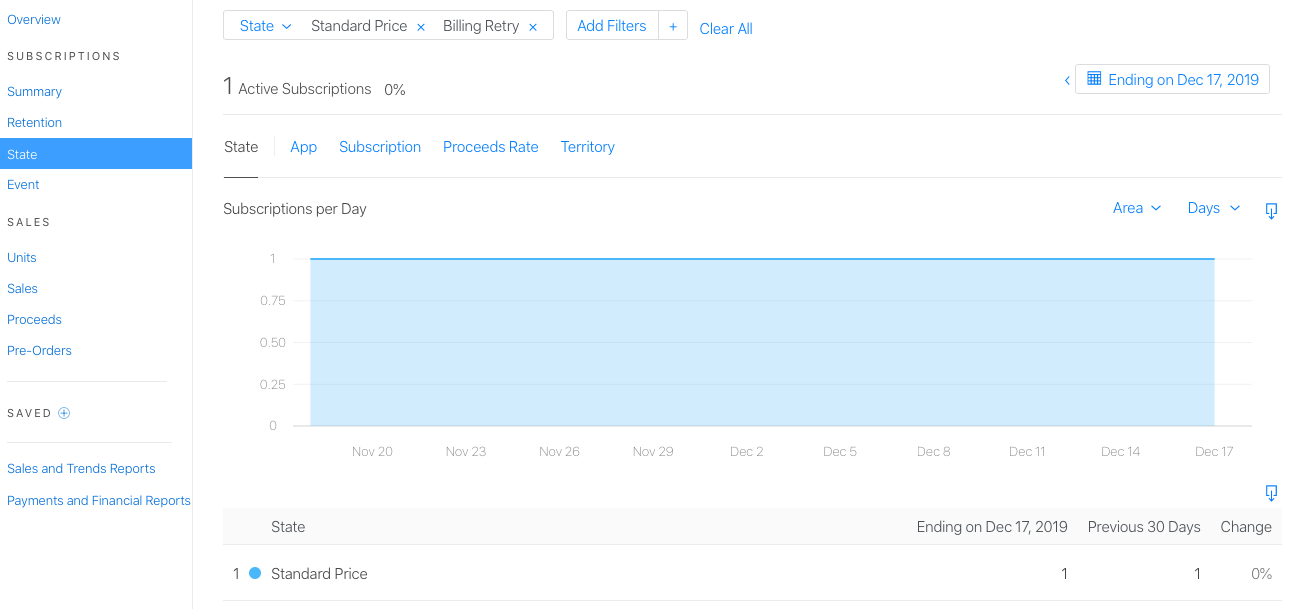 Overview
SUBSCRIPTIONS
Summary
Retention
State
Event
SALES
Units
Sales
Proceeds
Pre-Orders
SAVED
Sales and Trends Reports
Payments and Financial Reports
State Standard Price × Billing Retry × Add Filters + Clear All
1 Active Subscriptions 0%
Ending on Dec 17, 2019
State App Subscription Proceeds Rate Territory
Subscriptions per Day
Area Days
1
0.75
0.50
0.25
0
Nov 20 Nov 23 Nov 26 Nov 29 Dec 2 Dec 5 Dec 8 Dec 11 Dec 14 Dec 17
State Ending on Dec 17, 2019 Previous 30 Days Change
1 Standard Price 1 1 0%